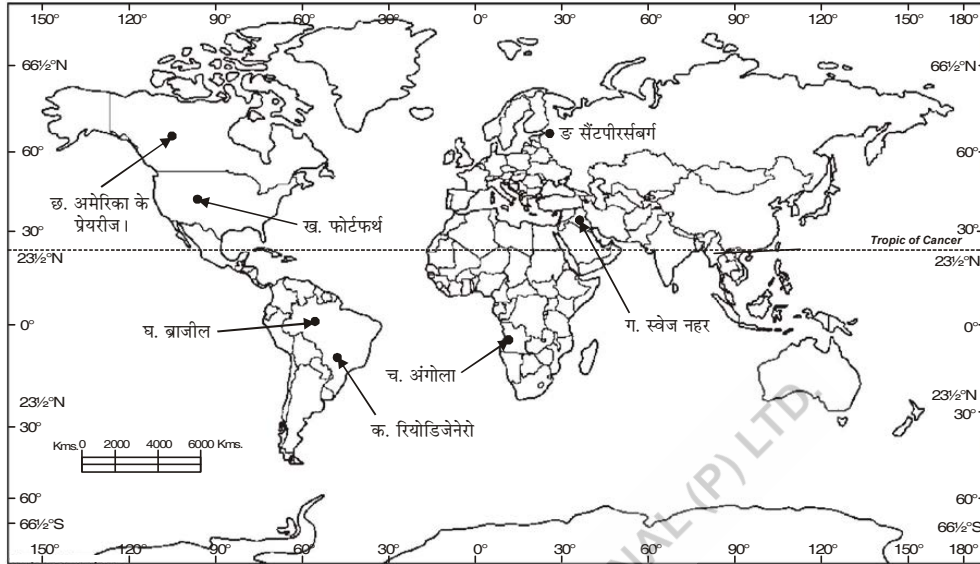 150° 120° 90° 60° 30° 0° 30° 60° 90° 120° 150° 180°
66½°N 66½°N
ङ सैंटपीरर्सबर्ग
60° 60°
छ. अमेरिका के
प्रेयरीज।
ख. फोर्टफर्थ
30° 30°
Tropic of Cancer
23½°N 23½°N
ग. स्वेज नहर
घ. ब्राजील
0° 0°
च. अंगोला
23½°N 23½°N
क. रियोडिजेनेरो
30° 30°
Kms. 0 2000 4000 6000 Kms.
NAL (P) LTD.
60° 60°
66½°S 66½°S
150° 120° 90° 60° 30° 0° 30° 60° 90° 120° 150° 180°